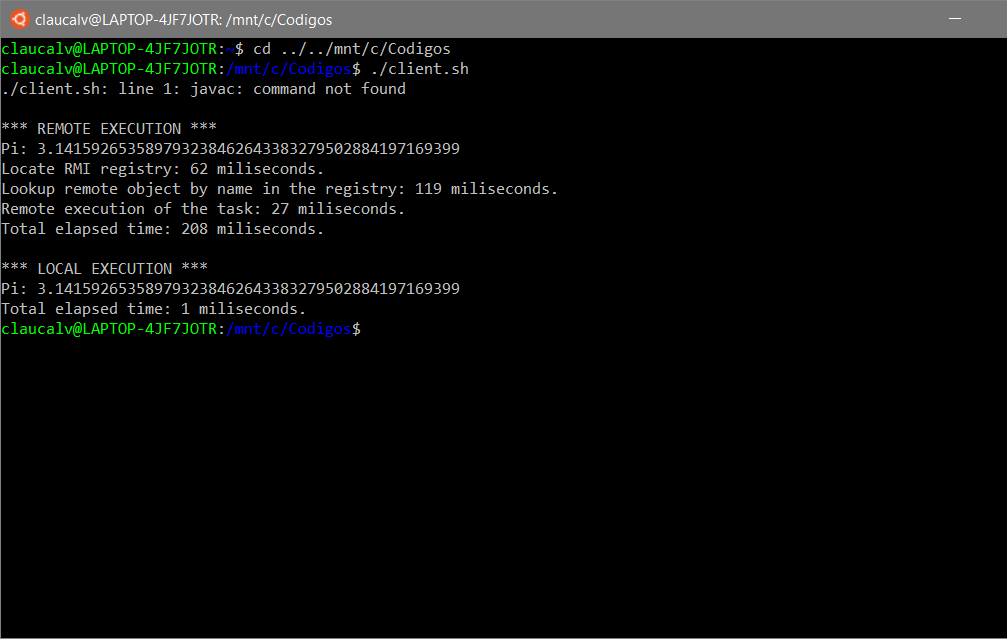 claucalv@LAPTOP-4JF7JOTR: /mnt/c/Codigos
claucalv@LAPTOP-4JF7JOTR:~$ cd ../../mnt/c/Codigos
claucalv@LAPTOP-4JF7JOTR:/mnt/c/Codigos$ ./client.sh
./client.sh: line 1: javac: command not found
*** REMOTE EXECUTION ***
Pi: 3.141592653589793238462643383279502884197169399
Locate RMI registry: 62 miliseconds.
Lookup remote object by name in the registry: 119 miliseconds.
Remote execution of the task: 27 miliseconds.
Total elapsed time: 208 miliseconds.
*** LOCAL EXECUTION ***
Pi: 3.141592653589793238462643383279502884197169399
Total elapsed time: 1 miliseconds.
claucalv@LAPTOP-4JF7JOTR:/mnt/c/Codigos$